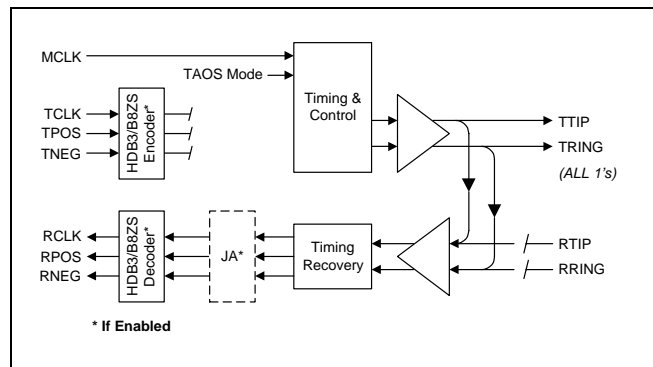 MCLK
TAOS Mode
Timing &
Control
TCLK
TPOS
TNEG
HDB3/B8ZS
Encoder*
TTIP
TRING
(ALL 1's)
RCLK
RPOS
RNEG
HDB3/B8ZS
Decoder*
JA*
Timing
Recovery
RTIP
RRING
* If Enabled